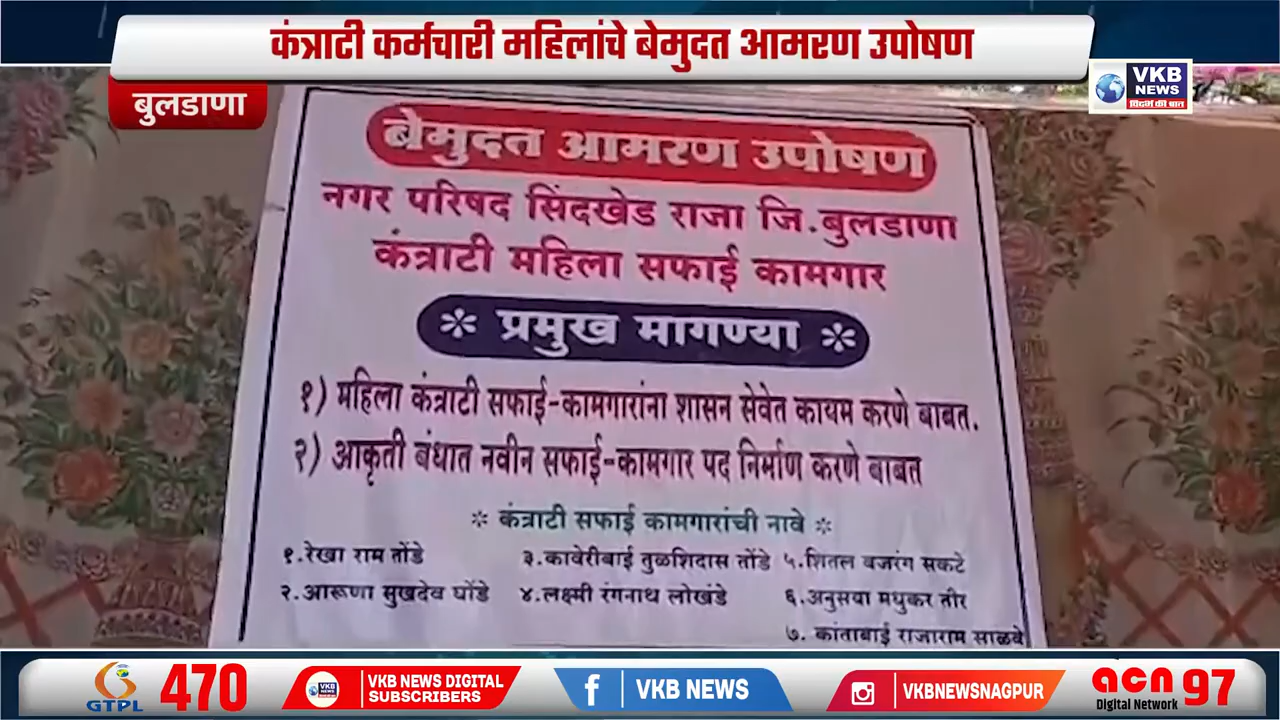 कंत्राटी कर्मचारी महिलांचे बेमुदत आमरण उपोषण
बुलडाणा
VKB
NEWS
विदर्भ की बात
बेमुदत आमरण उपोषण
नगर परिषद सिंदखेड राजा जि.बुलडाणा
कंत्राटी महिला सफाई कामगार
* प्रमुख मागण्या *
१) महिला कंत्राटी सफाई-कामगारांना शासन सेवेत कायम करणे बाबत.
२) आकृती बंधात नवीन सफाई-कामगार पद निर्माण करणे बाबत
* कंत्राटी सफाई कामगारांची नावे *
१.रेखा राम तोंडे ३.कावेरीबाई तुळशिदास तोंडे ५.शितल बजरंग सकटे
२.आरूणा सुखदेव घोंडे ४.लक्ष्मी रंगनाथ लोखंडे ६.अनुसया मधुकर तीर
७. कांताबाई राजाराम साळवे
GTPL 470
VKB NEWS
VKB NEWS DIGITAL
SUBSCRIBERS
VKB NEWS
VKBNEWSNAGPUR
acn 97
Digital Network